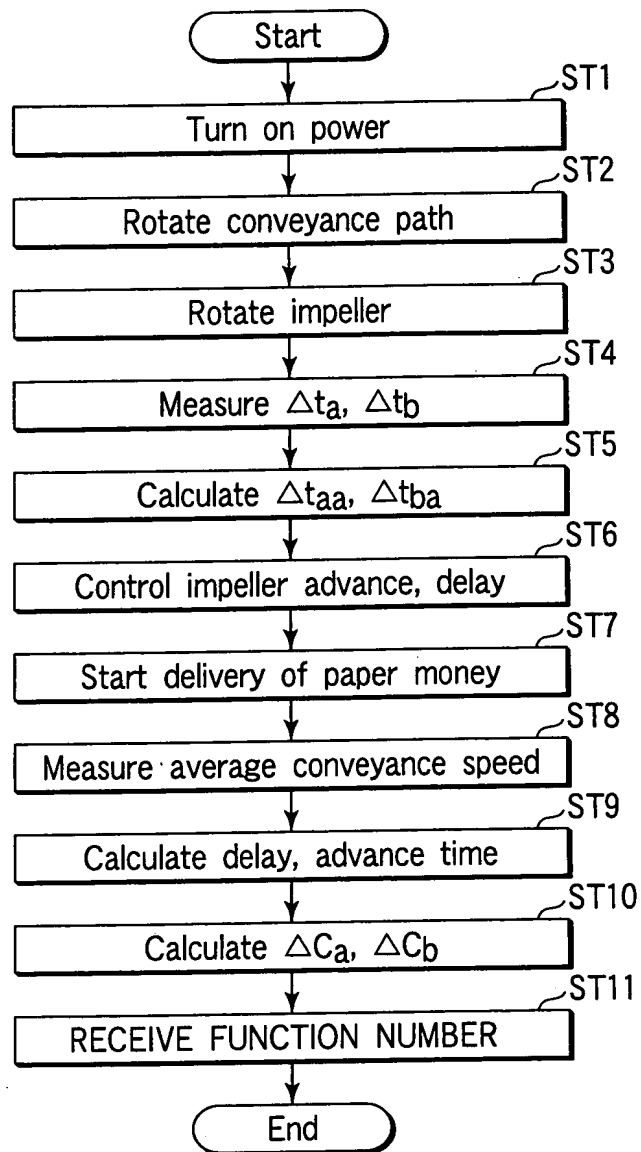 Start
ST1
Turn on power
ST2
Rotate conveyance path
ST3
Rotate impeller
ST4
Measure △ta, △tb
ST5
Calculate △taa, △tba
ST6
Control impeller advance, delay
ST7
Start delivery of paper money
ST8
Measure average conveyance speed
ST9
Calculate delay, advance time
ST10
Calculate △Ca, △Cb
ST11
RECEIVE FUNCTION NUMBER
End